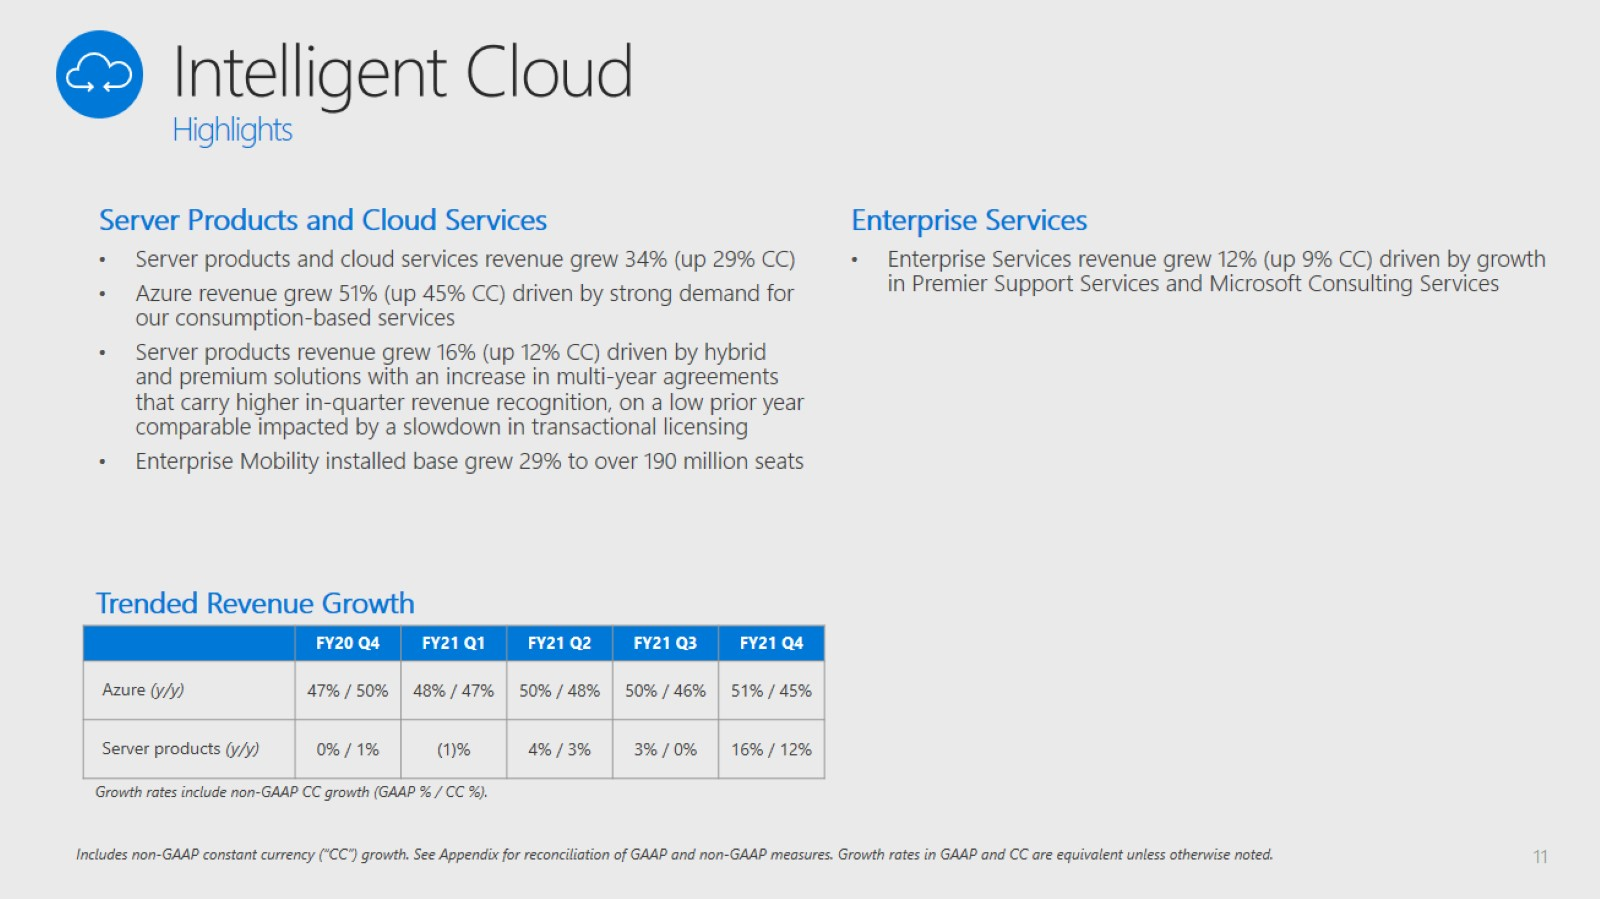 Intelligent Cloud
Highlights
Server Products and Cloud Services
• Server products and cloud services revenue grew 34% (up 29% CC)
• Azure revenue grew 51% (up 45% CC) driven by strong demand for
our consumption-based services
• Server products revenue grew 16% (up 12% CC) driven by hybrid
and premium solutions with an increase in multi-year agreements
that carry higher in-quarter revenue recognition, on a low prior year
comparable impacted by a slowdown in transactional licensing
• Enterprise Mobility installed base grew 29% to over 190 million seats
Enterprise Services
• Enterprise Services revenue grew 12% (up 9% CC) driven by growth
in Premier Support Services and Microsoft Consulting Services
Trended Revenue Growth
FY20 Q4 FY21 Q1 FY21 Q2 FY21 Q3 FY21 Q4
Azure (y/y) 47% / 50% 48% / 47% 50% / 48% 50% / 46% 51% / 45%
Server products (y/y) 0% / 1% (1)% 4% / 3% 3% / 0% 16% / 12%
Growth rates include non-GAAP CC growth (GAAP % / CC %).
Includes non-GAAP constant currency ("CC") growth. See Appendix for reconciliation of GAAP and non-GAAP measures. Growth rates in GAAP and CC are equivalent unless otherwise noted.
11